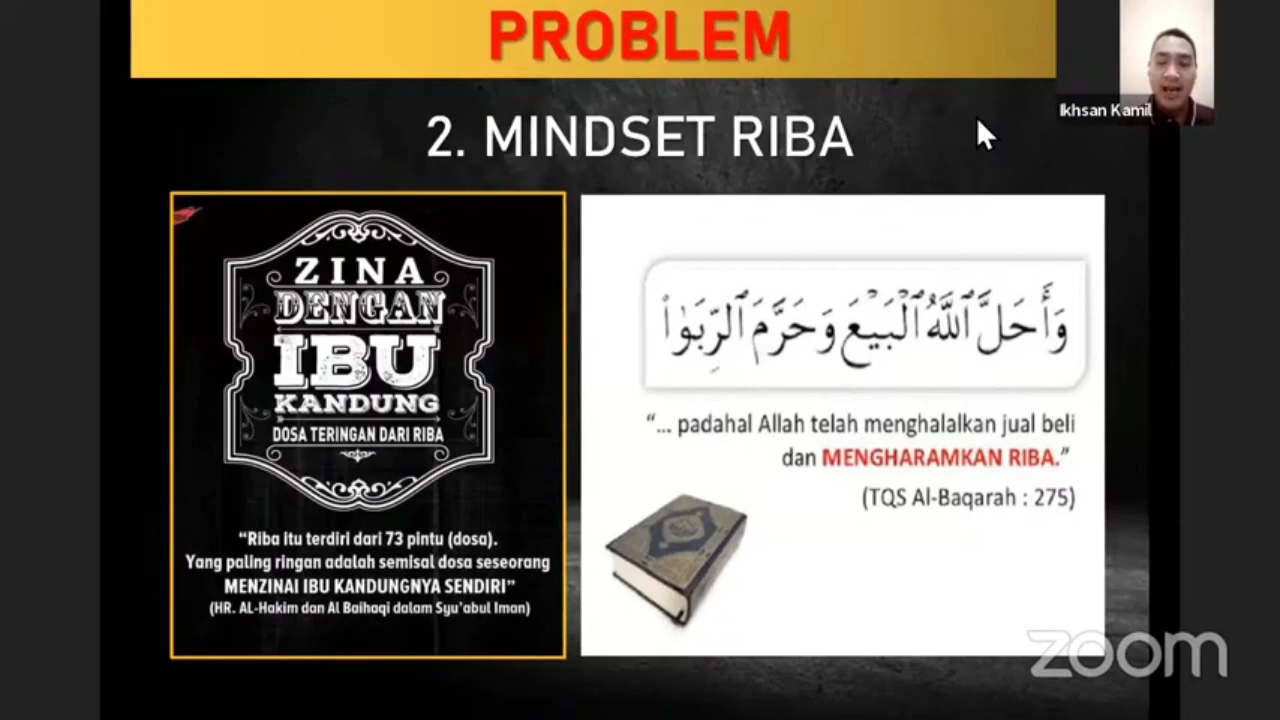 PROBLEM
Ikhsan Kamil
2. MINDSET RIBA
ZINA
DENGAN
IBU
KANDUNG
DOSA TERINGAN DARI RIBA
“Riba itu terdiri dari 73 pintu (dosa).
Yang paling ringan adalah semisal dosa seseorang
MENZINAI IBU KANDUNGNYA SENDIRI”
(HR. AL-Hakim dan Al Baihaqi dalam Syu'abul Iman)
وَأَحَلَّ ٱللَّهُ ٱلْبَيْعَ وَحَرَّمَ ٱلرِّبَوٰا۟
“... padahal Allah telah menghalalkan jual beli
dan MENGHARAMKAN RIBA.”
(TQS Al-Baqarah : 275)
zoom